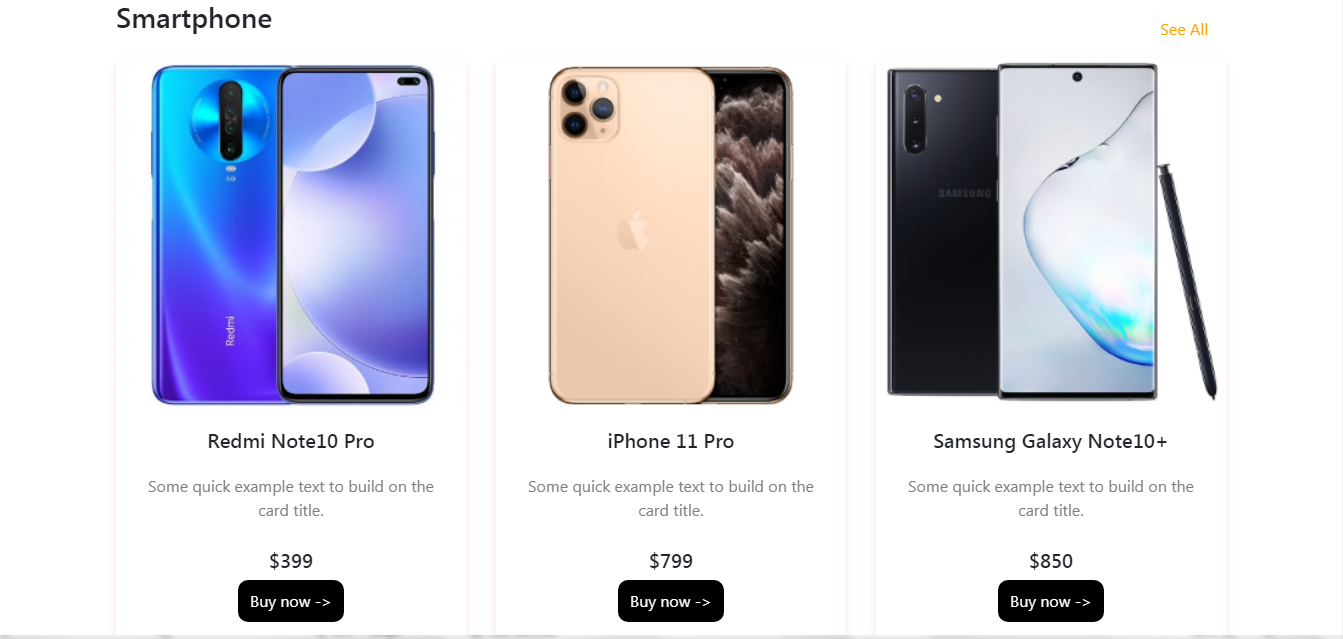 Smartphone
See All
Redmi
SAMSUNG
Redmi Note10 Pro
Some quick example text to build on the
card title.
$399
Buy now ->
iPhone 11 Pro
Some quick example text to build on the
card title.
$799
Buy now ->
Samsung Galaxy Note10+
Some quick example text to build on the
card title.
$850
Buy now ->